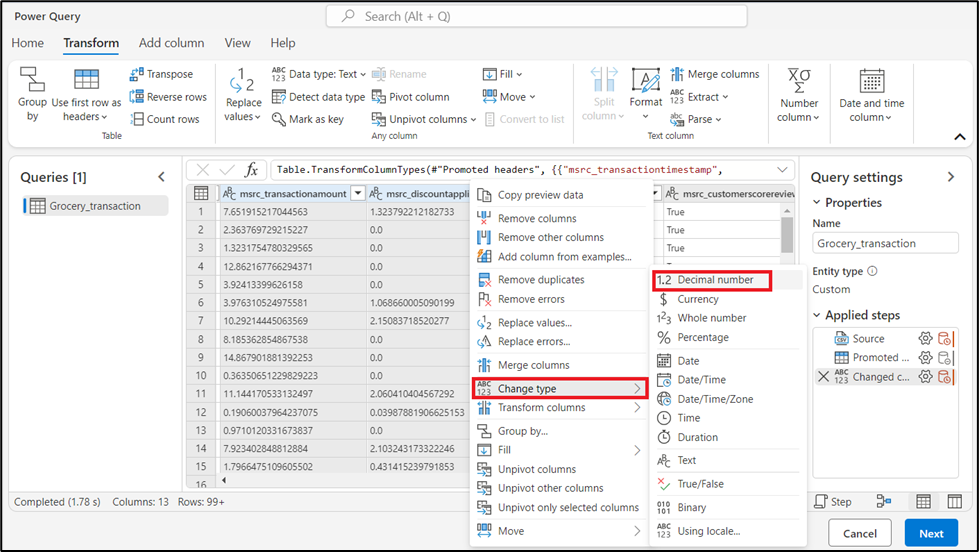 Power Query
Search (Alt + Q)
Home Transform Add column View Help
Group by
Use first row as headers
Transpose
Reverse rows
Count rows
Table
Replace values
Data type: Text
Detect data type
Mark as key
Rename
Pivot column
Unpivot columns
Fill
Move
Convert to list
Any column
Split column
Format
Merge columns
Extract
Parse
Text column
Number column
Date and time column
Queries [1]
Grocery_transaction
fx
Table.TransformColumnTypes(#"Promoted headers", {{"msrc_transactiontimestamp",
msrc_transactionamount msrc_discountappli msrc_customerscorereview
1 7.651915217044563 1.323792212182733 True
2 2.363769729215227 0.0 True
3 1.3231754780329565 0.0 True
4 12.862167766294371 0.0
5 3.92413399626158 0.0
6 3.976310524975581 1.068660005090199
7 10.29214445063569 2.15083718520277
8 8.185362854867538 0.0
9 14.867901881392253 0.0
10 0.36350651229829223 0.0
11 11.144170533132497 2.060410404567292
12 0.19060037964237075 0.03987881906625153
13 0.9710120331673837 0.0
14 7.923402848812884 2.103243173322246
15 1.7966475109605502 0.431415239791853
16
Copy preview data
Remove columns
Remove other columns
Add column from examples...
Remove duplicates
Remove errors
Replace values...
Replace errors...
Merge columns
Change type
Transform columns
Group by...
Fill
Unpivot columns
Unpivot other columns
Unpivot only selected columns
Move
1.2 Decimal number
$ Currency
123 Whole number
% Percentage
Date
Date/Time
Date/Time/Zone
Time
Duration
Text
True/False
Binary
Using locale...
Query settings
Properties
Name
Grocery_transaction
Entity type
Custom
Applied steps
Source
Promoted ...
Changed c...
Completed (1.78 s) Columns: 13 Rows: 99+
Step
Cancel
Next